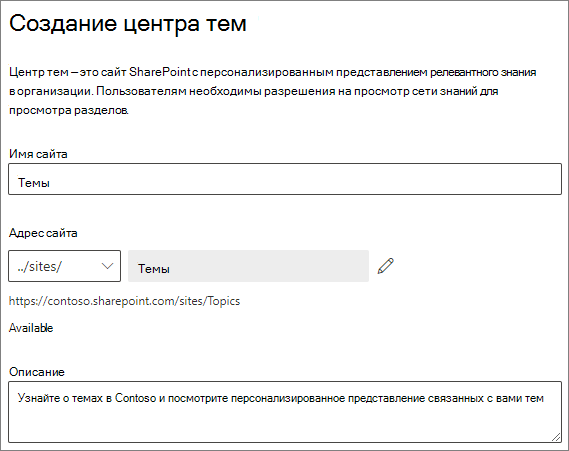 Создание центра тем
Центр тем – это сайт SharePoint с персонализированным представлением релевантного знания
в организации. Пользователям необходимы разрешения на просмотр сети знаний для
просмотра разделов.
Имя сайта
Темы
Адрес сайта
../sites/ Темы
https://contoso.sharepoint.com/sites/Topics
Available
Описание
Узнайте о темах в Contoso и посмотрите персонализированное представление связанных с вами тем